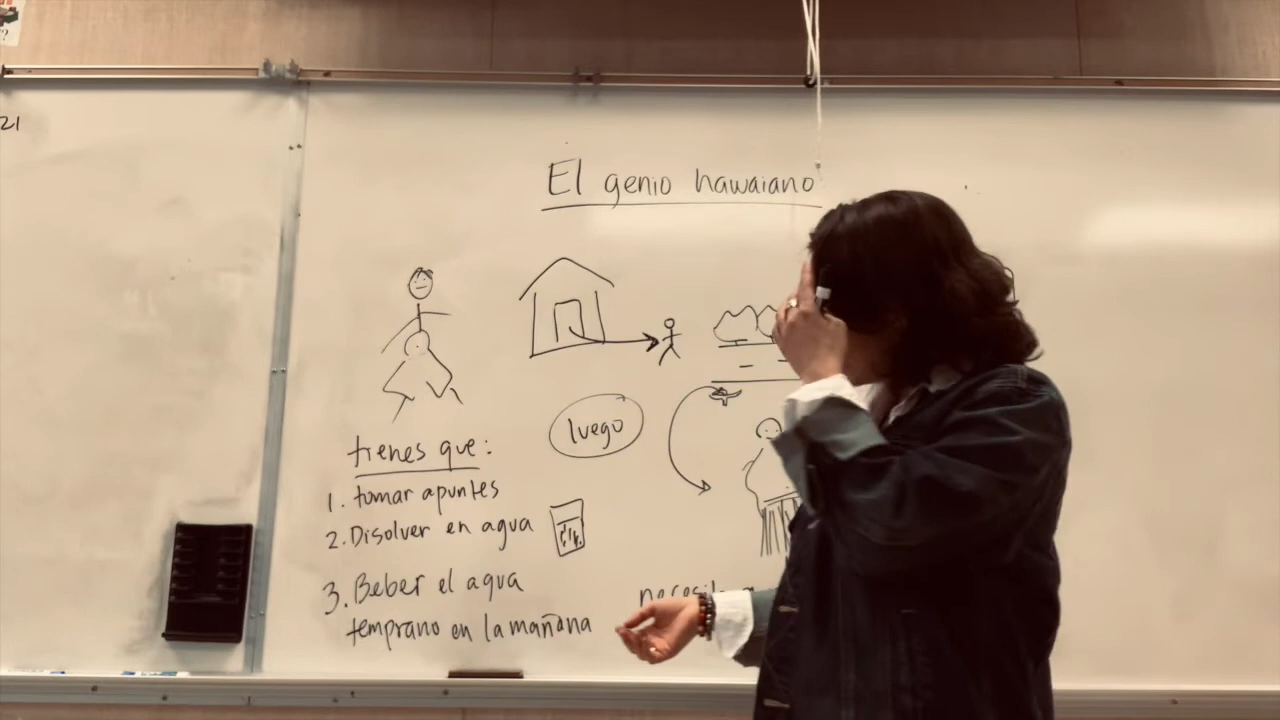 21
El genio hawaiano
luego
tienes que:
1. tomar apuntes
2. Disolver en agua
3. Beber el agua
temprano en la mañana